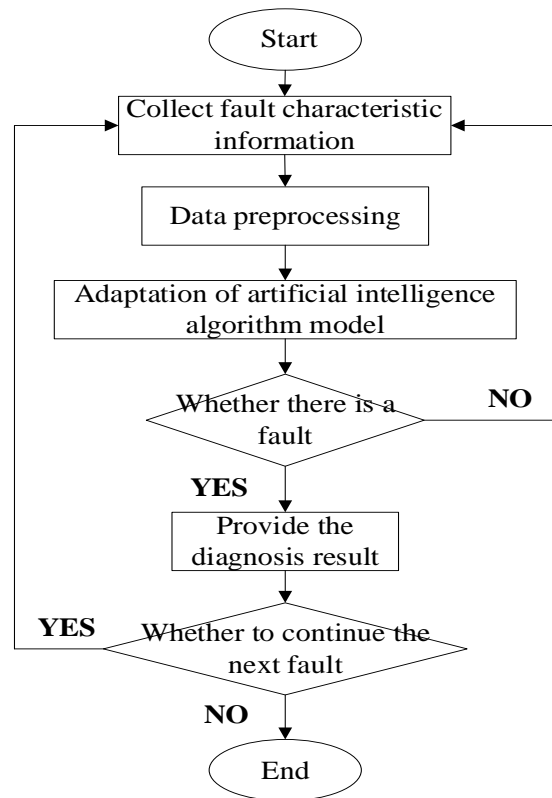 Start
Collect fault characteristic
information
Data preprocessing
Adaptation of artificial intelligence
algorithm model
Whether there is a
fault
NO
YES
Provide the
diagnosis result
YES
Whether to continue the
next fault
NO
End